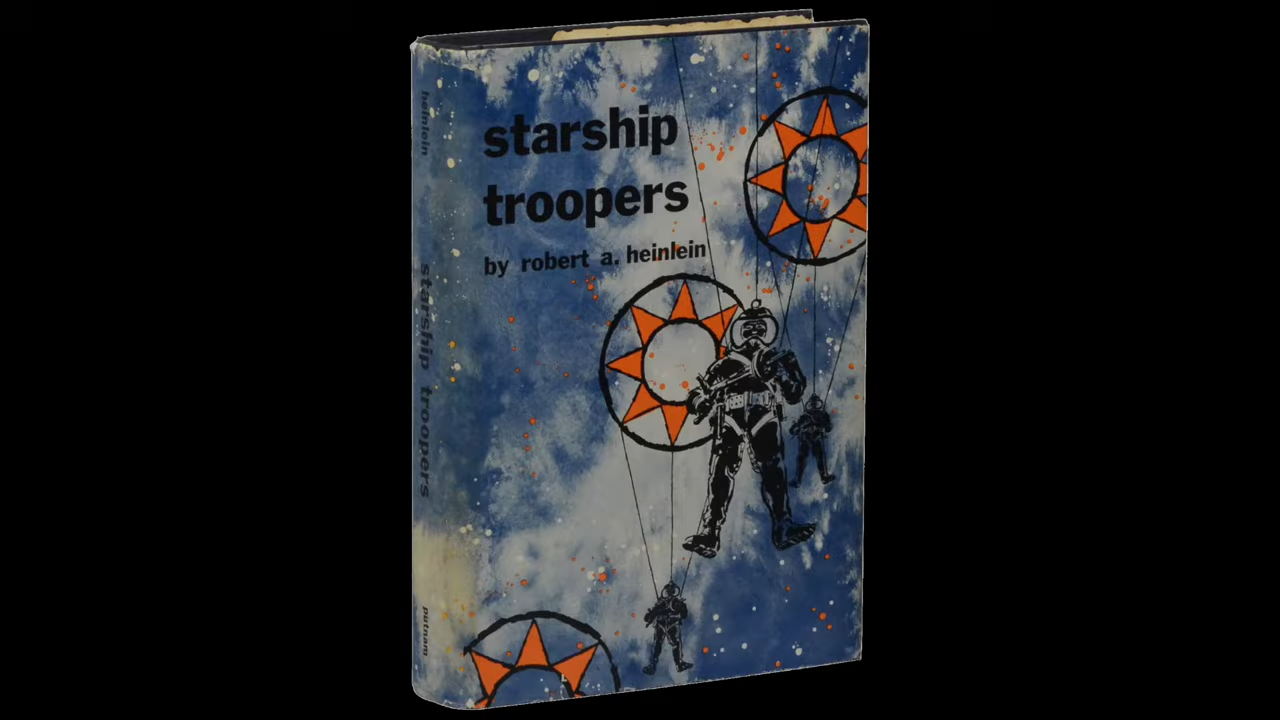 starship
troopers
by robert a. heinlein
heinlein
starship troopers
putnam